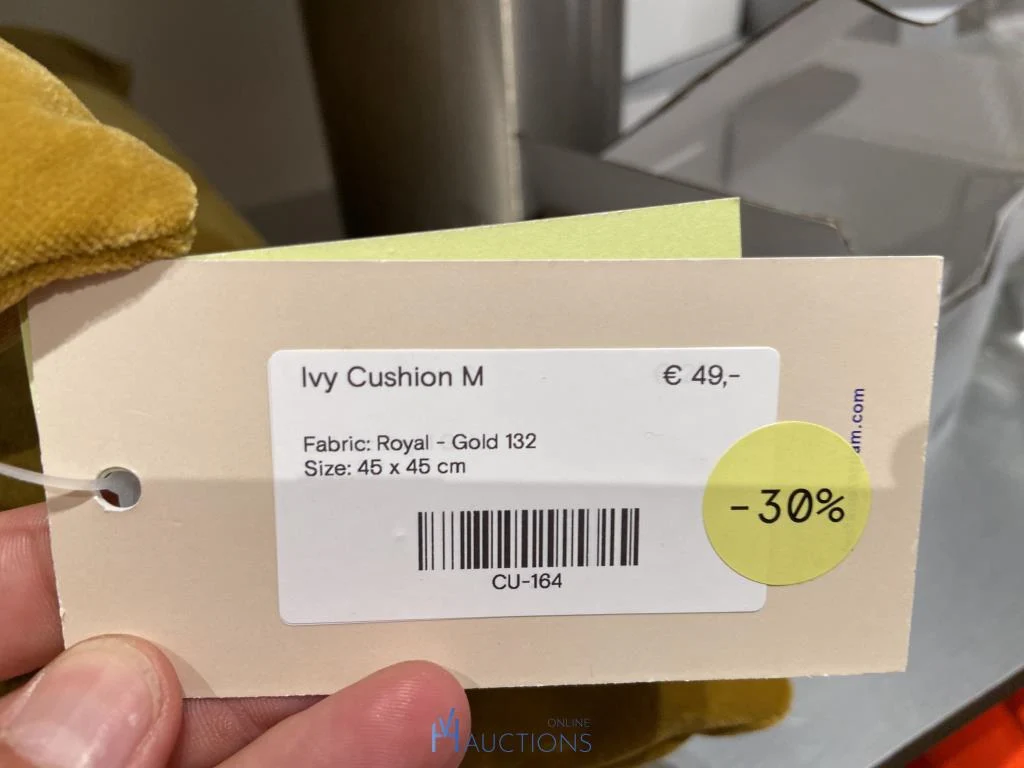 Ivy Cushion M
€ 49,-
Fabric: Royal - Gold 132
Size: 45 x 45 cm
CU-164
-30%
ONLINE
AUCTIONS